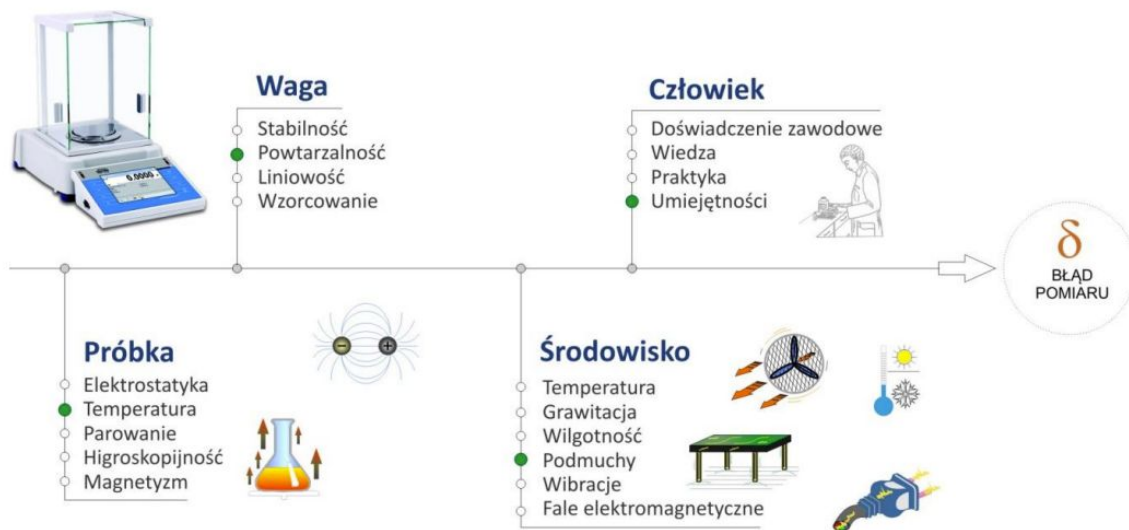 Waga
Stabilność
Powtarzalność
Liniowość
Wzorcowanie
Człowiek
Doświadczenie zawodowe
Wiedza
Praktyka
Umiejętności
δ
BŁĄD
POMIARU
Próbka
Elektrostatyka
Temperatura
Parowanie
Higroskopijność
Magnetyzm
Środowisko
Temperatura
Grawitacja
Wilgotność
Podmuchy
Wibracje
Fale elektromagnetyczne